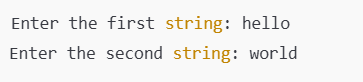 Enter the first string: hello
Enter the second string: world